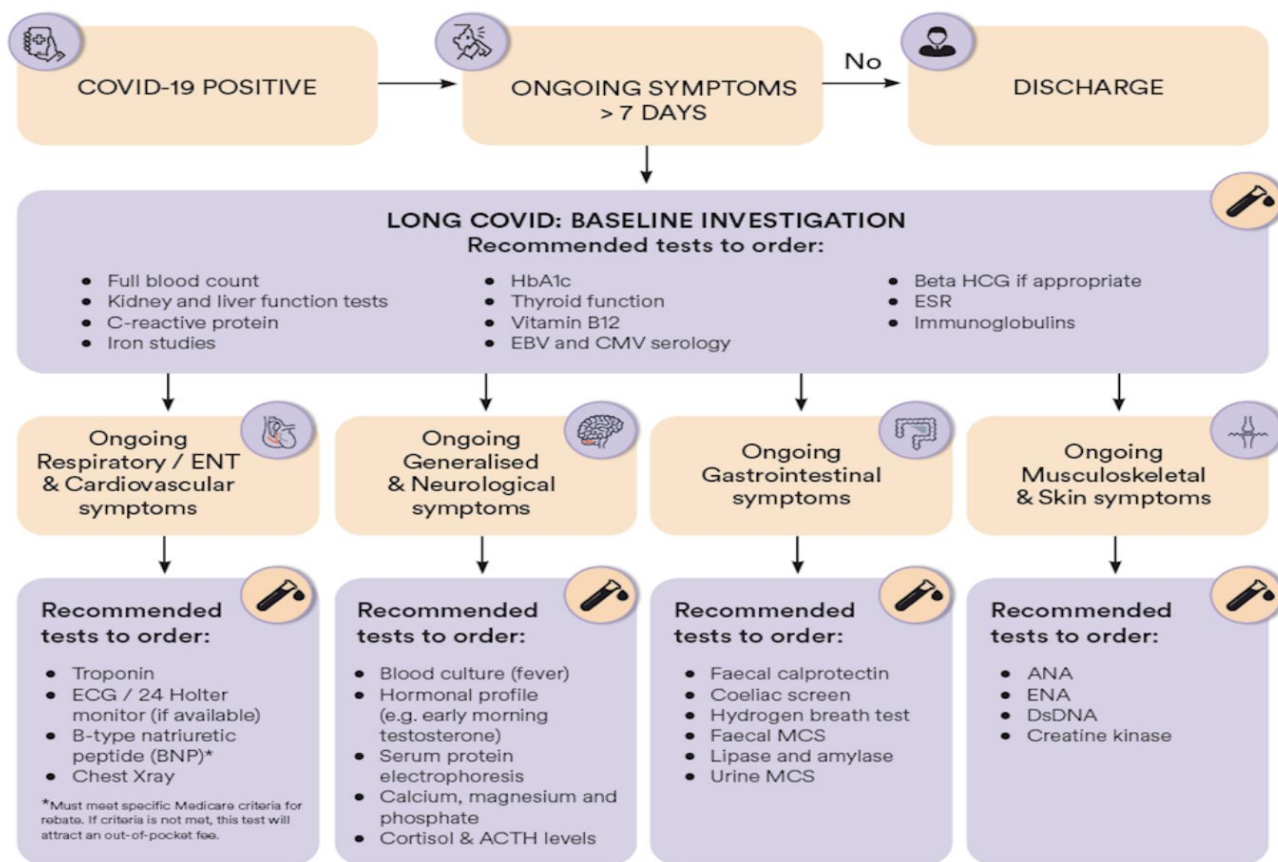 COVID-19 POSITIVE
ONGOING SYMPTOMS
> 7 DAYS
No
DISCHARGE
LONG COVID: BASELINE INVESTIGATION
Recommended tests to order:
• Full blood count
• Kidney and liver function tests
• C-reactive protein
• Iron studies
• HbA1c
• Thyroid function
• Vitamin B12
• EBV and CMV serology
• Beta HCG if appropriate
• ESR
• Immunoglobulins
Ongoing
Respiratory / ENT
& Cardiovascular
symptoms
Ongoing
Generalised
& Neurological
symptoms
Ongoing
Gastrointestinal
symptoms
Ongoing
Musculoskeletal
& Skin symptoms
Recommended
tests to order:
• Troponin
• ECG / 24 Holter
monitor (if available)
• B-type natriuretic
peptide (BNP)*
• Chest Xray
*Must meet specific Medicare criteria for
rebate. If criteria is not met, this test will
attract an out-of-pocket fee.
Recommended
tests to order:
• Blood culture (fever)
• Hormonal profile
(e.g. early morning
testosterone)
• Serum protein
electrophoresis
• Calcium, magnesium and
phosphate
• Cortisol & ACTH levels
Recommended
tests to order:
• Faecal calprotectin
• Coeliac screen
• Hydrogen breath test
• Faecal MCS
• Lipase and amylase
• Urine MCS
Recommended
tests to order:
• ANA
• ENA
• DsDNA
• Creatine kinase